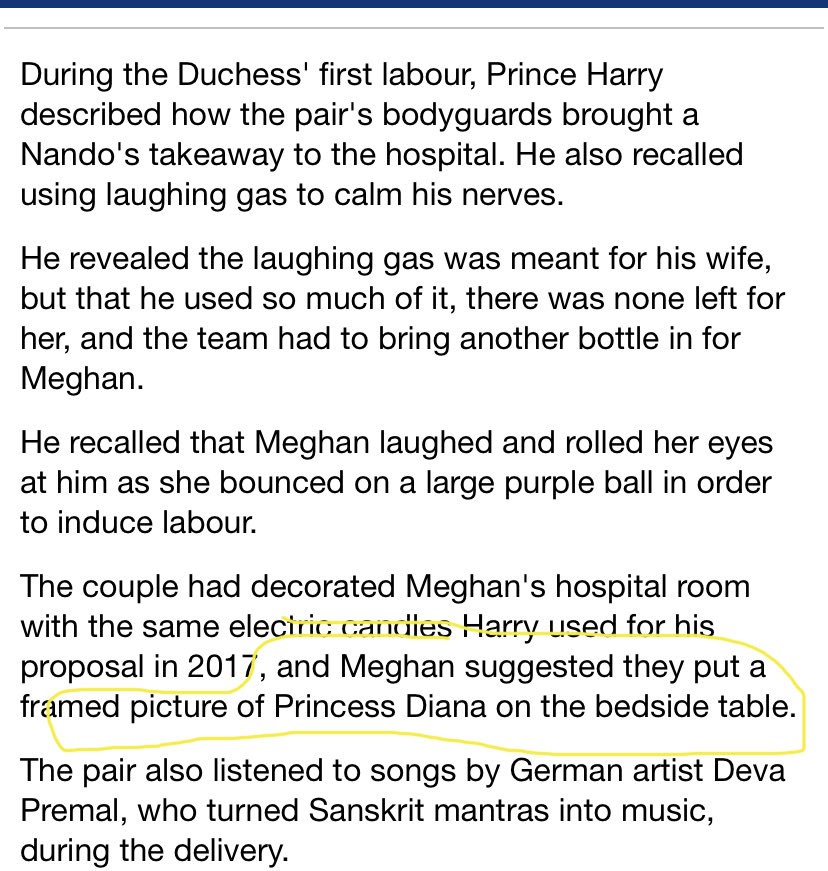 During the Duchess' first labour, Prince Harry
described how the pair's bodyguards brought a
Nando's takeaway to the hospital. He also recalled
using laughing gas to calm his nerves.
He revealed the laughing gas was meant for his wife,
but that he used so much of it, there was none left for
her, and the team had to bring another bottle in for
Meghan.
He recalled that Meghan laughed and rolled her eyes
at him as she bounced on a large purple ball in order
to induce labour.
The couple had decorated Meghan's hospital room
with the same electric candles Harry used for his
proposal in 2017, and Meghan suggested they put a
framed picture of Princess Diana on the bedside table.
The pair also listened to songs by German artist Deva
Premal, who turned Sanskrit mantras into music,
during the delivery.